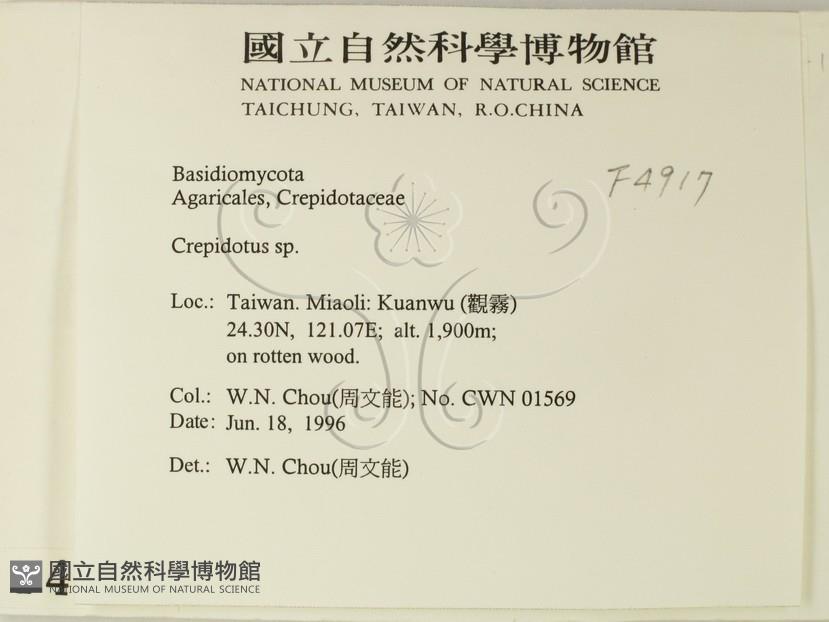 國立自然科學博物館
NATIONAL MUSEUM OF NATURAL SCIENCE
TAICHUNG, TAIWAN, R.O.CHINA
F4917
Basidiomycota
Agaricales, Crepidotaceae
Crepidotus sp.
Loc.: Taiwan. Miaoli: Kuanwu (觀霧)
24.30N, 121.07E; alt. 1,900m;
on rotten wood.
Col.: W.N. Chou(周文能); No. CWN 01569
Date: Jun. 18, 1996
Det.: W.N. Chou(周文能)
4
國立自然科學博物館
NATIONAL MUSEUM OF NATURAL SCIENCE